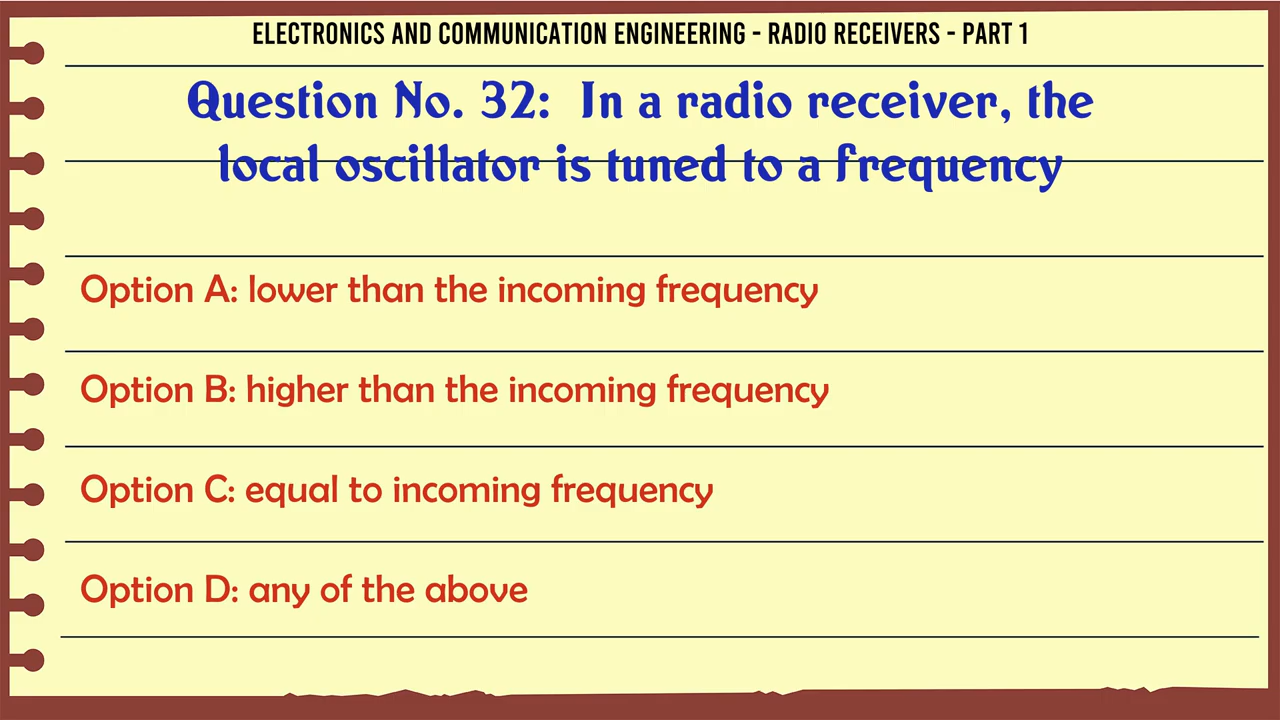 ELECTRONICS AND COMMUNICATION ENGINEERING - RADIO RECEIVERS - PART 1
Question No. 32: In a radio receiver, the
local oscillator is tuned to a frequency
Option A: lower than the incoming frequency
Option B: higher than the incoming frequency
Option C: equal to incoming frequency
Option D: any of the above